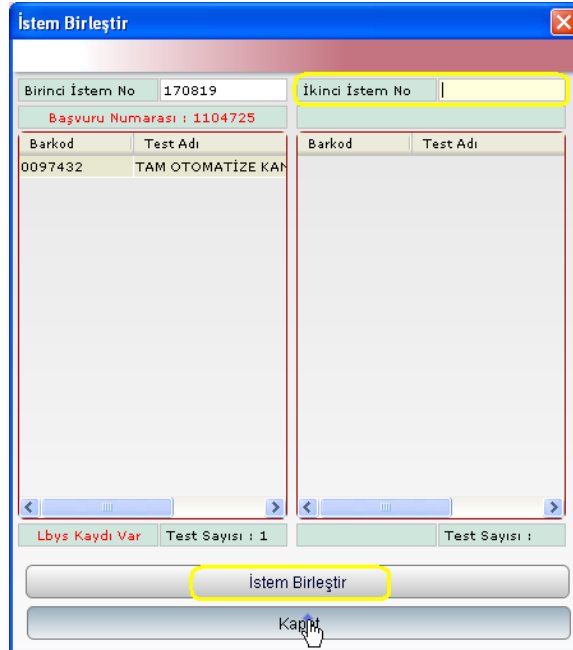 İstem Birleştir
Birinci İstem No 170819 İkinci İstem No
Başvuru Numarası : 1104725
Barkod Test Adı Barkod Test Adı
0097432 TAM OTOMATİZE KAN
Lbys Kaydı Var Test Sayısı : 1 Test Sayısı :
İstem Birleştir
Kapat